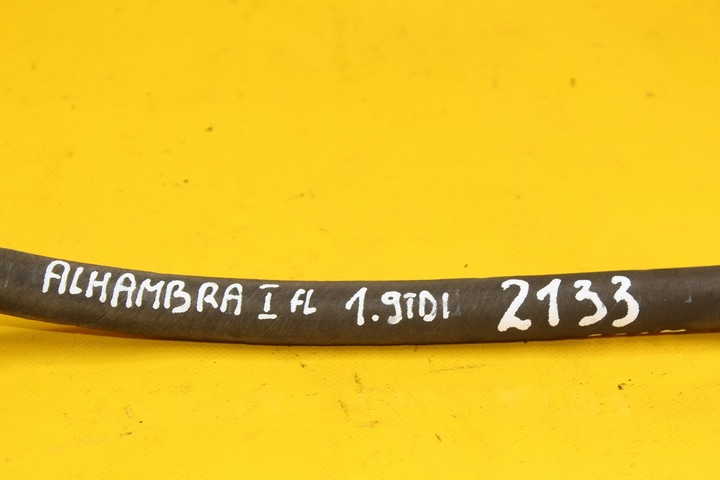 ALHAMBRA I FL 1.9TDI 2133